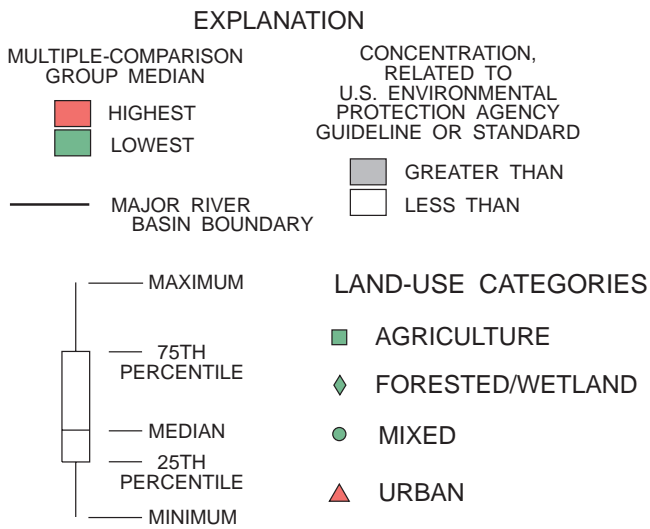 EXPLANATION
MULTIPLE-COMPARISON
GROUP MEDIAN
HIGHEST
LOWEST
MAJOR RIVER
BASIN BOUNDARY
CONCENTRATION,
RELATED TO
U.S. ENVIRONMENTAL
PROTECTION AGENCY
GUIDELINE OR STANDARD
GREATER THAN
LESS THAN
MAXIMUM
75TH
PERCENTILE
MEDIAN
25TH
PERCENTILE
MINIMUM
LAND-USE CATEGORIES
AGRICULTURE
FORESTED/WETLAND
MIXED
URBAN